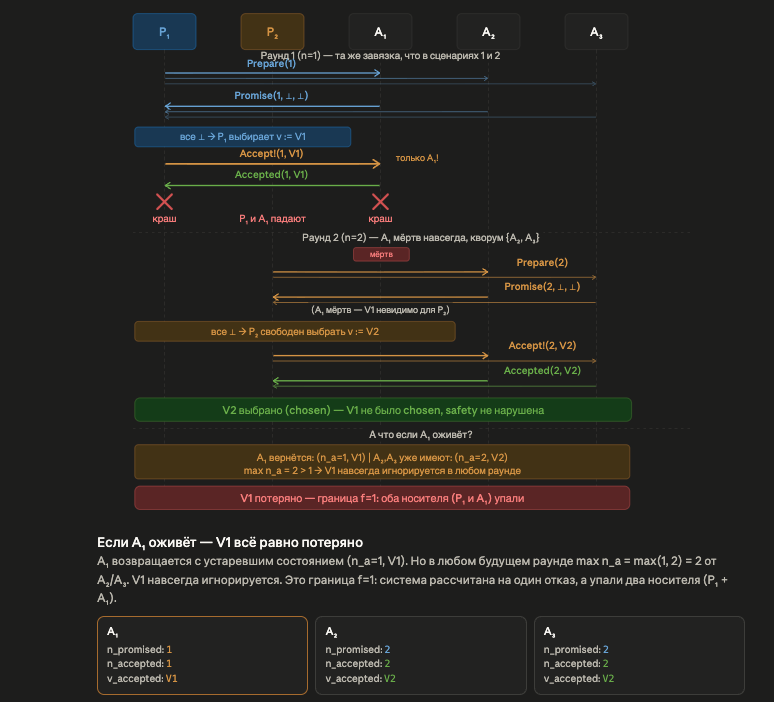 P₁ P₂ A₁ A₂ A₃
Раунд 1 (n=1) — та же завязка, что в сценариях 1 и 2
Prepare(1)
Promise(1, ⊥, ⊥)
все ⊥ → P₁ выбирает v := V1
Accept!(1, V1)
только A₁!
Accepted(1, V1)
краш P₁ и A₁ падают краш
Раунд 2 (n=2) — A₁ мёртв навсегда, кворум {A₂, A₃}
мёртв
Prepare(2)
Promise(2, ⊥, ⊥)
(A₁ мёртв — V1 невидимо для P₂)
все ⊥ → P₂ свободен выбрать v := V2
Accept!(2, V2)
Accepted(2, V2)
V2 выбрано (chosen) — V1 не было chosen, safety не нарушена
А что если A₁ оживёт?
A₁ вернётся: (n_a=1, V1) | A₂,A₃ уже имеют: (n_a=2, V2)
max n_a = 2 > 1 → V1 навсегда игнорируется в любом раунде
V1 потеряно — граница f=1: оба носителя (P₁ и A₁) упали
Если A₁ оживёт — V1 всё равно потеряно
A₁ возвращается с устаревшим состоянием (n_a=1, V1). Но в любом будущем раунде max n_a = max(1, 2) = 2 от
A₂/A₃. V1 навсегда игнорируется. Это граница f=1: система рассчитана на один отказ, а упали два носителя (P₁ +
A₁).
A₁
n_promised: 1
n_accepted: 1
v_accepted: V1
A₂
n_promised: 2
n_accepted: 2
v_accepted: V2
A₃
n_promised: 2
n_accepted: 2
v_accepted: V2